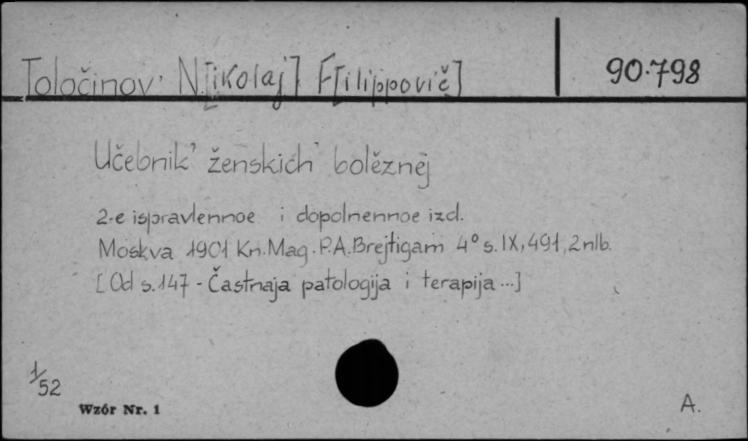 Toločinov' N[ikolaj] F[ilippovič]
90.798
Učebnik' ženskich' bolězněj
2-e ispravlennoe i dopolnennoe izd.
Moskva 1901 Kn.Mag. P.A.Brejtigam 4° s. IX, 491, 2 nlb.
[Od s.147 - Častnaja patologija i terapija ...]
1/52
Wzór Nr. 1
A.